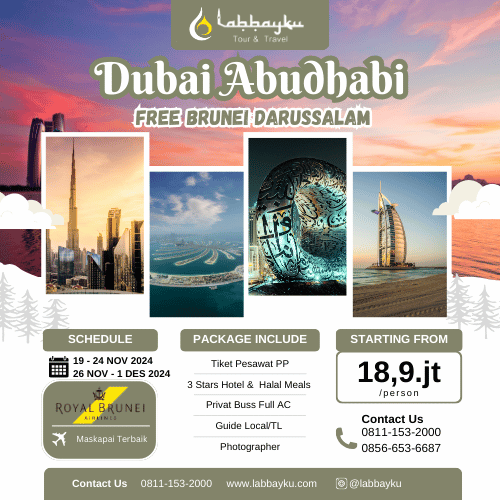 Labbayku
Tour & Travel
Dubai Abudhabi
FREE BRUNEI DARUSSALAM
SCHEDULE
19 - 24 NOV 2024
26 NOV - 1 DES 2024
ROYAL BRUNEI
AIRLINES
Maskapai Terbaik
PACKAGE INCLUDE
Tiket Pesawat PP
3 Stars Hotel & Halal Meals
Privat Buss Full AC
Guide Local/TL
Photographer
STARTING FROM
18,9.jt
/person
Contact Us
0811-153-2000
0856-653-6687
Contact Us 0811-153-2000 www.labbayku.com @labbayku